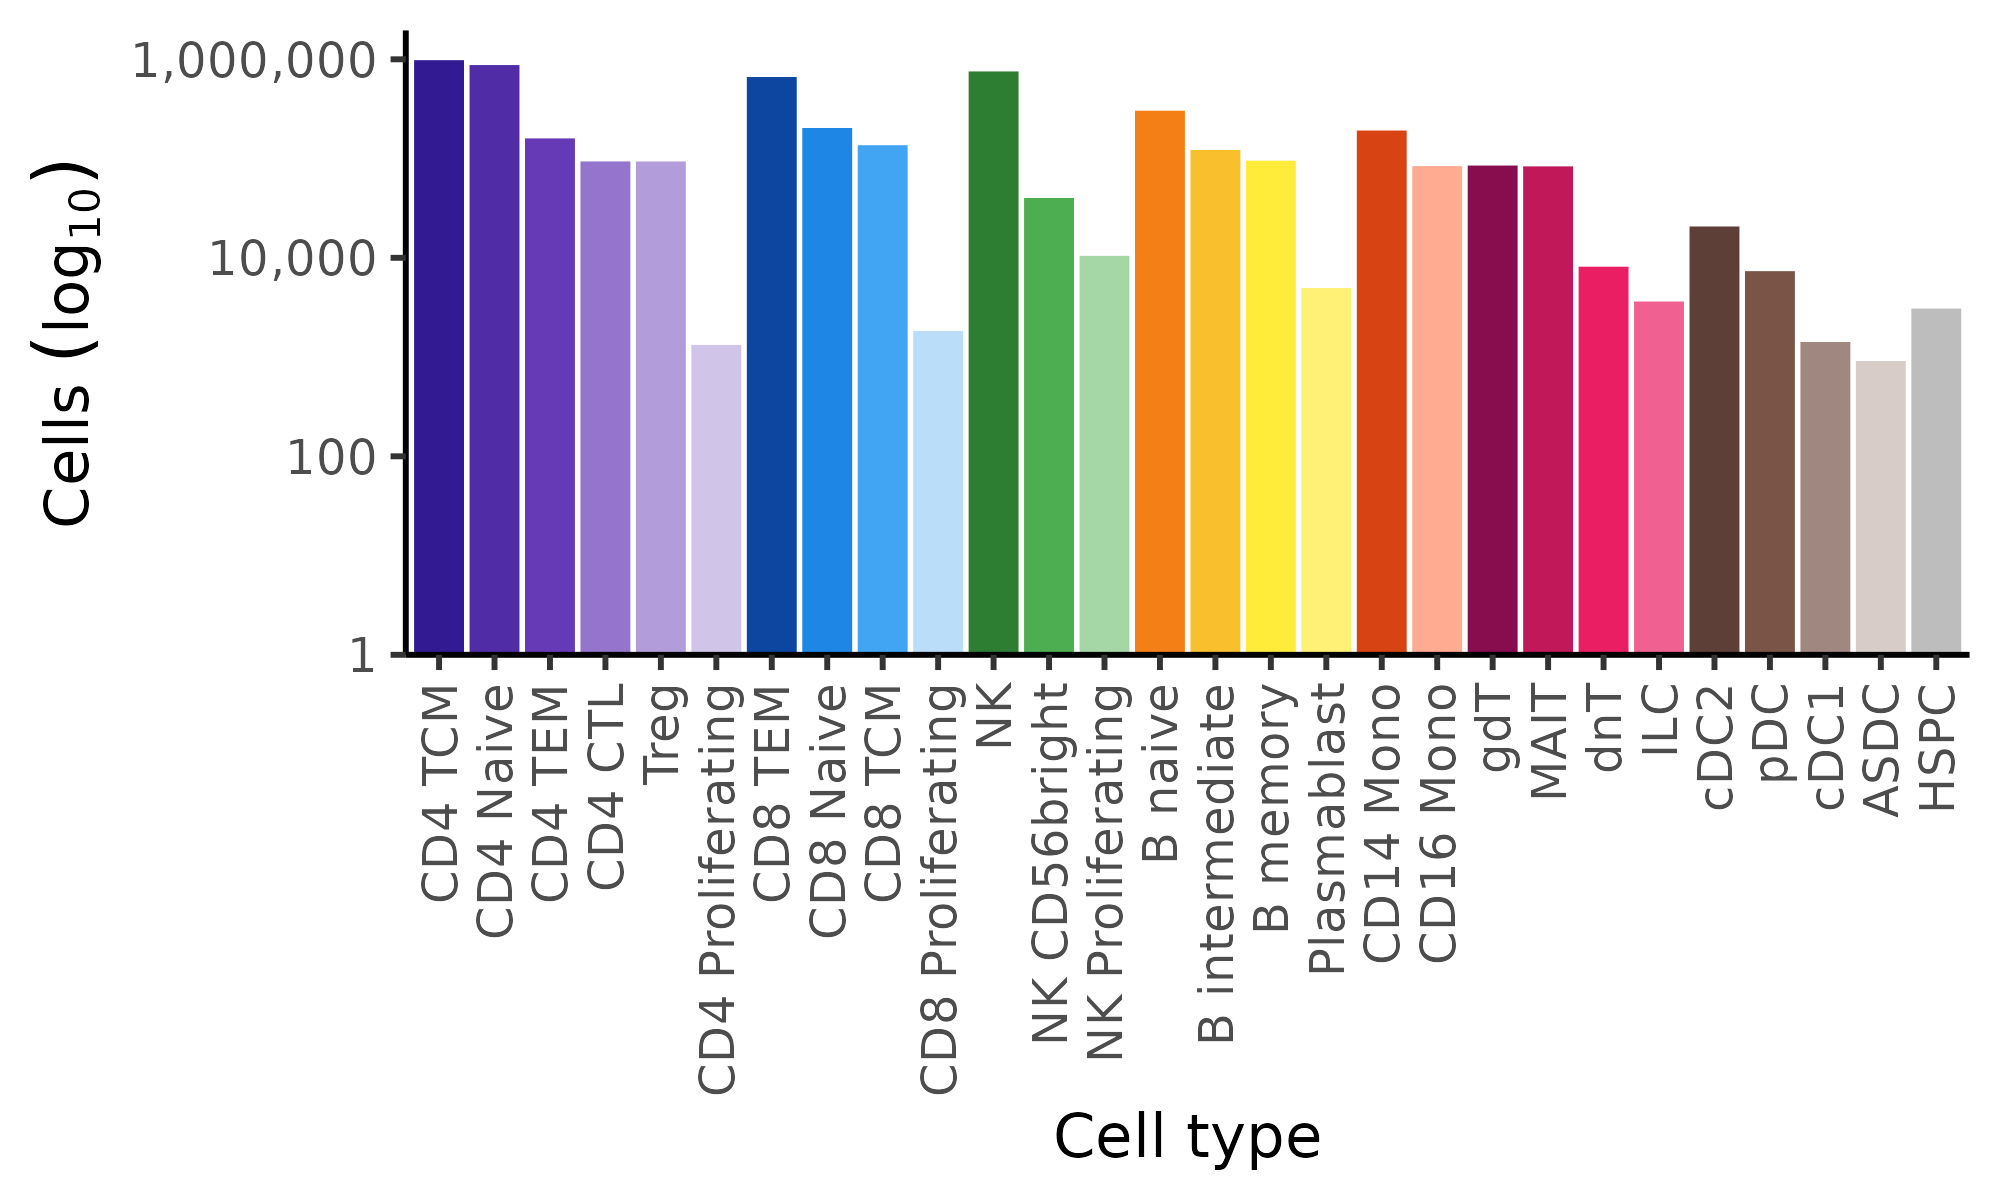 Cells (log10)
1,000,000
10,000
100
1
CD4 TCM
CD4 Naive
CD4 TEM
CD4 CTL
Treg
CD4 Proliferating
CD8 TEM
CD8 Naive
CD8 TCM
CD8 Proliferating
NK
NK CD56bright
NK Proliferating
B naive
B intermediate
B memory
Plasmablast
CD14 Mono
CD16 Mono
gdT
MAIT
dnT
ILC
cDC2
pDC
cDC1
ASDC
HSPC
Cell type